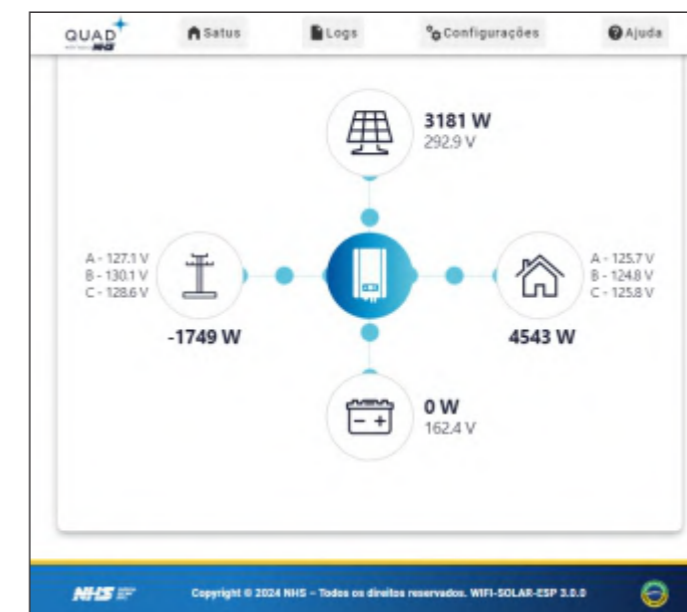 QUAD
NHS
Satus
Logs
Configurações
Ajuda
3181 W
292.9 V
A - 127.1 V
B - 130.1 V
C - 128.6 V
-1749 W
A - 125.7 V
B - 124.8 V
C - 125.8 V
4543 W
0 W
162.4 V
NHS
Copyright © 2024 NHS – Todos os direitos reservados. WIFI-SOLAR-ESP 3.0.0